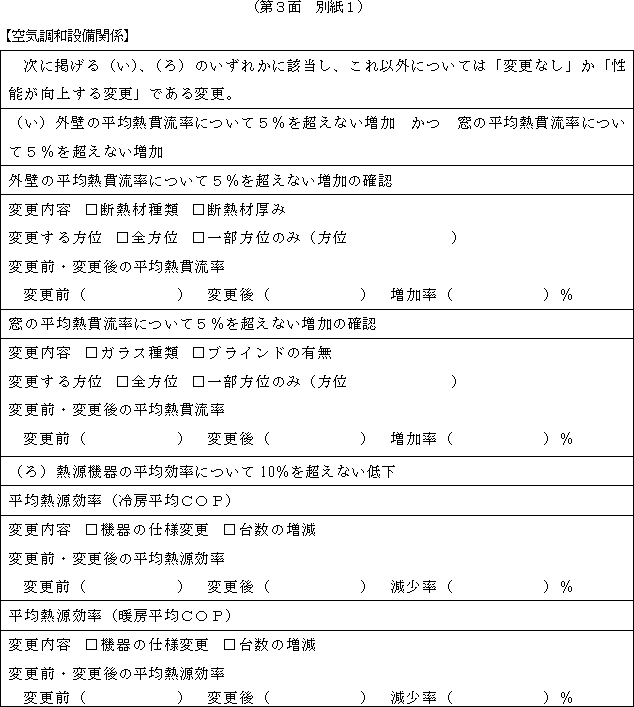 （第３面　別紙１）
【空気調和設備関係】
次に掲げる（い）、（ろ）のいずれかに該当し、これ以外については「変更なし」か「性
能が向上する変更」である変更。
（い）外壁の平均熱貫流率について５％を超えない増加　かつ　窓の平均熱貫流率につい
て５％を超えない増加
外壁の平均熱貫流率について５％を超えない増加の確認
変更内容　□断熱材種類　□断熱材厚み
変更する方位　□全方位　□一部方位のみ（方位　　　　　　）
変更前・変更後の平均熱貫流率
変更前（　　　　　）　変更後（　　　　　）　増加率（　　　　　）％
窓の平均熱貫流率について５％を超えない増加の確認
変更内容　□ガラス種類　□ブラインドの有無
変更する方位　□全方位　□一部方位のみ（方位　　　　　　）
変更前・変更後の平均熱貫流率
変更前（　　　　　）　変更後（　　　　　）　増加率（　　　　　）％
（ろ）熱源機器の平均効率について10％を超えない低下
平均熱源効率（冷房平均ＣＯＰ）
変更内容　□機器の仕様変更　□台数の増減
変更前・変更後の平均熱源効率
変更前（　　　　　）　変更後（　　　　　）　減少率（　　　　　）％
平均熱源効率（暖房平均ＣＯＰ）
変更内容　□機器の仕様変更　□台数の増減
変更前・変更後の平均熱源効率
変更前（　　　　　）　変更後（　　　　　）　減少率（　　　　　）％